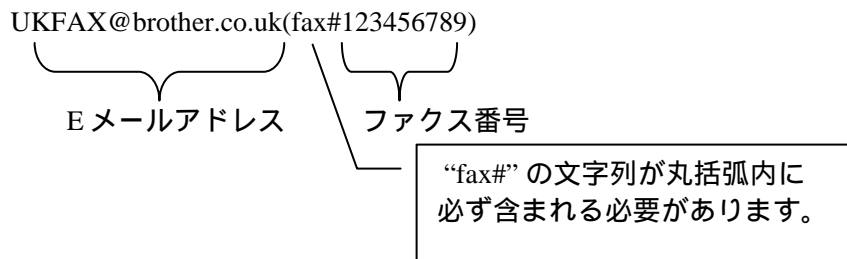 UKFAX@brother.co.uk(fax#123456789)
Eメールアドレス
ファクス番号
“fax#” の文字列が丸括弧内に
必ず含まれる必要があります。